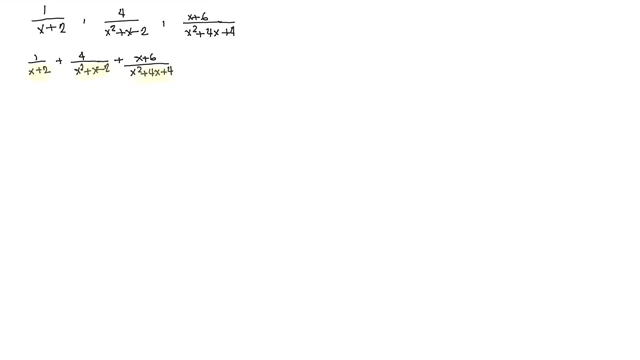 1/(x+2) , 4/(x²+x-2) , (x+6)/(x²+4x+4)
1/(x+2) + 4/(x²+x-2) + (x+6)/(x²+4x+4)